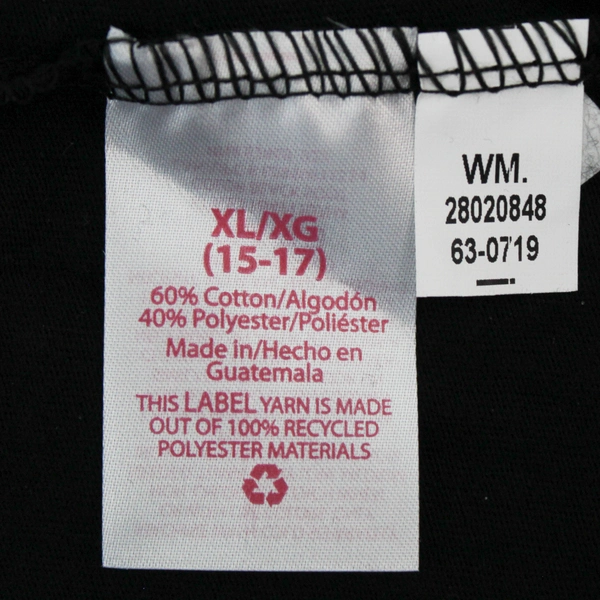 XL/XG
(15-17)
60% Cotton/Algodón
40% Polyester/Poliéster
Made in/Hecho en
Guatemala
THIS LABEL YARN IS MADE
OUT OF 100% RECYCLED
POLYESTER MATERIALS
WM.
28020848
63-0719